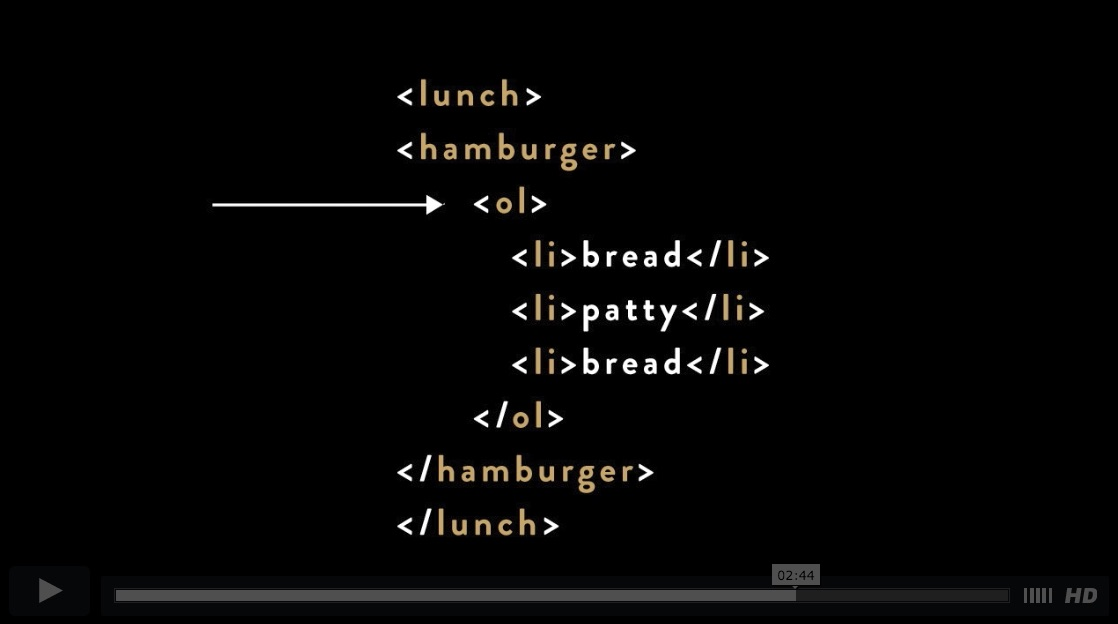 <lunch>
<hamburger>
<ol>
<li>bread</li>
<li>patty</li>
<li>bread</li>
</ol>
</hamburger>
</lunch>
02:44
HD